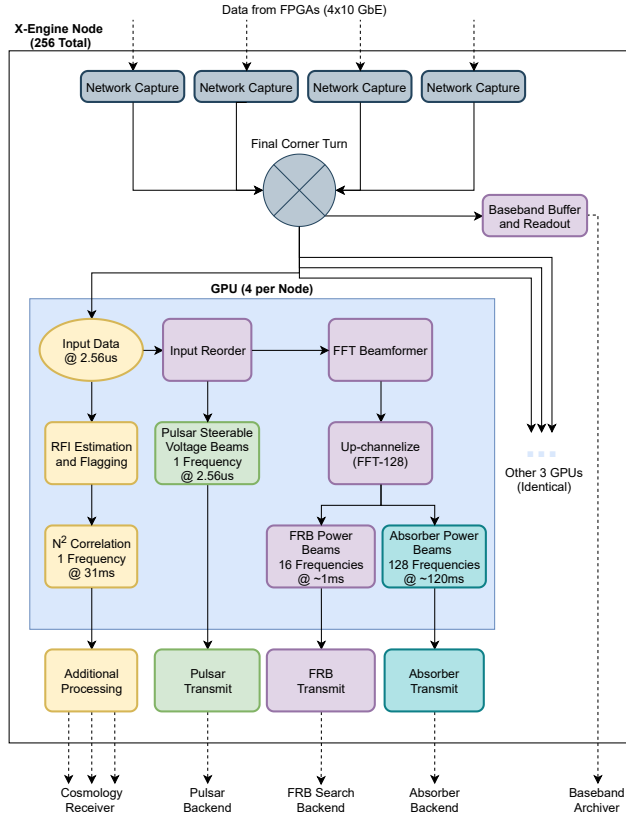 Data from FPGAs (4x10 GbE)
X-Engine Node
(256 Total)
Network Capture
Network Capture
Network Capture
Network Capture
Final Corner Turn
Baseband Buffer
and Readout
GPU (4 per Node)
Input Data
@ 2.56us
Input Reorder
FFT Beamformer
RFI Estimation
and Flagging
Pulsar Steerable
Voltage Beams
1 Frequency
@ 2.56us
Up-channelize
(FFT-128)
Other 3 GPUs
(Identical)
N² Correlation
1 Frequency
@ 31ms
FRB Power
Beams
16 Frequencies
@ ~1ms
Absorber Power
Beams
128 Frequencies
@ ~120ms
Additional
Processing
Pulsar
Transmit
FRB
Transmit
Absorber
Transmit
Cosmology
Receiver
Pulsar
Backend
FRB Search
Backend
Absorber
Backend
Baseband
Archiver